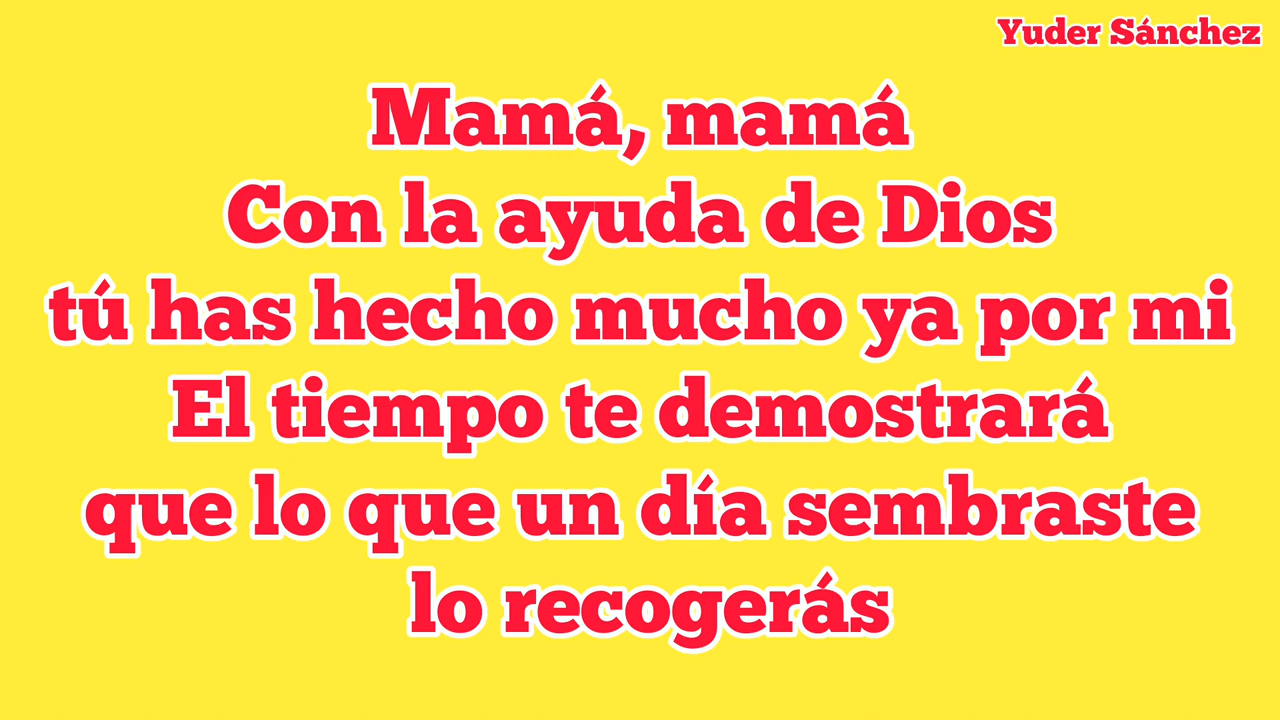 Yuder Sánchez
Mamá, mamá
Con la ayuda de Dios
tú has hecho mucho ya por mi
El tiempo te demostrará
que lo que un día sembraste
lo recogerás